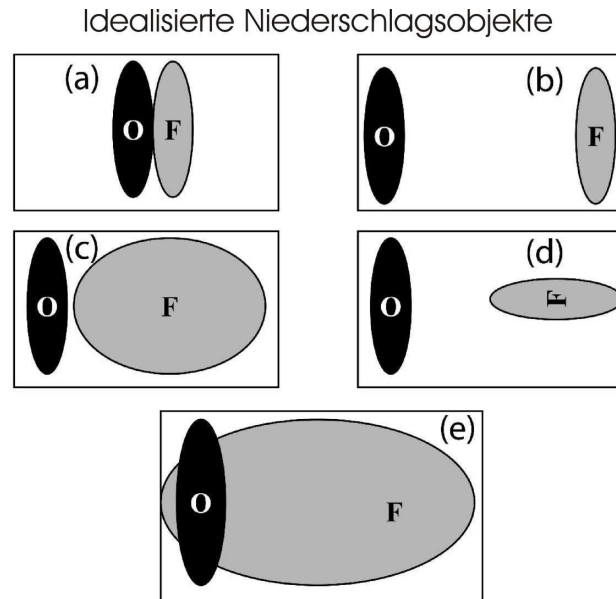 Idealisierte Niederschlagsobjekte
(a)
O F
(b)
O F
(c)
O F
(d)
O F
(e)
O F